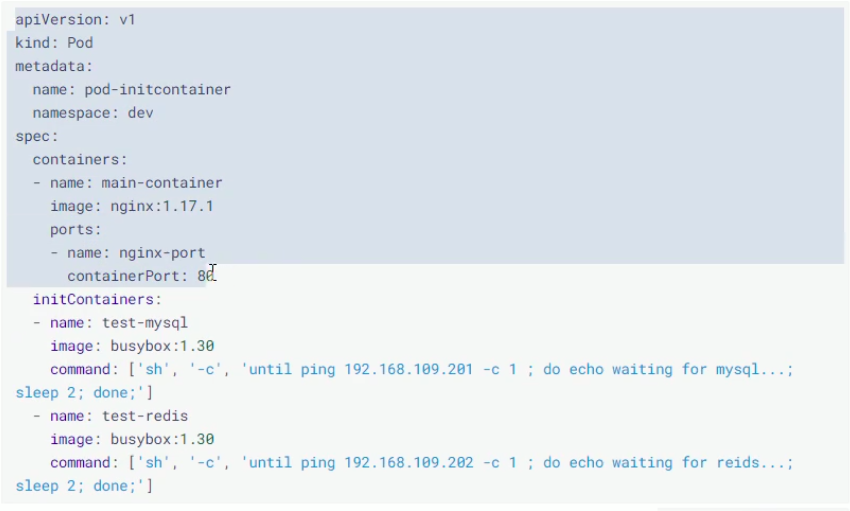 apiVersion: v1
kind: Pod
metadata:
  name: pod-initcontainer
  namespace: dev
spec:
  containers:
  - name: main-container
    image: nginx:1.17.1
    ports:
    - name: nginx-port
      containerPort: 80
  initContainers:
  - name: test-mysql
    image: busybox:1.30
    command: ['sh', '-c', 'until ping 192.168.109.201 -c 1 ; do echo waiting for mysql...;
sleep 2; done;']
  - name: test-redis
    image: busybox:1.30
    command: ['sh', '-c', 'until ping 192.168.109.202 -c 1 ; do echo waiting for reids...;
sleep 2; done;']